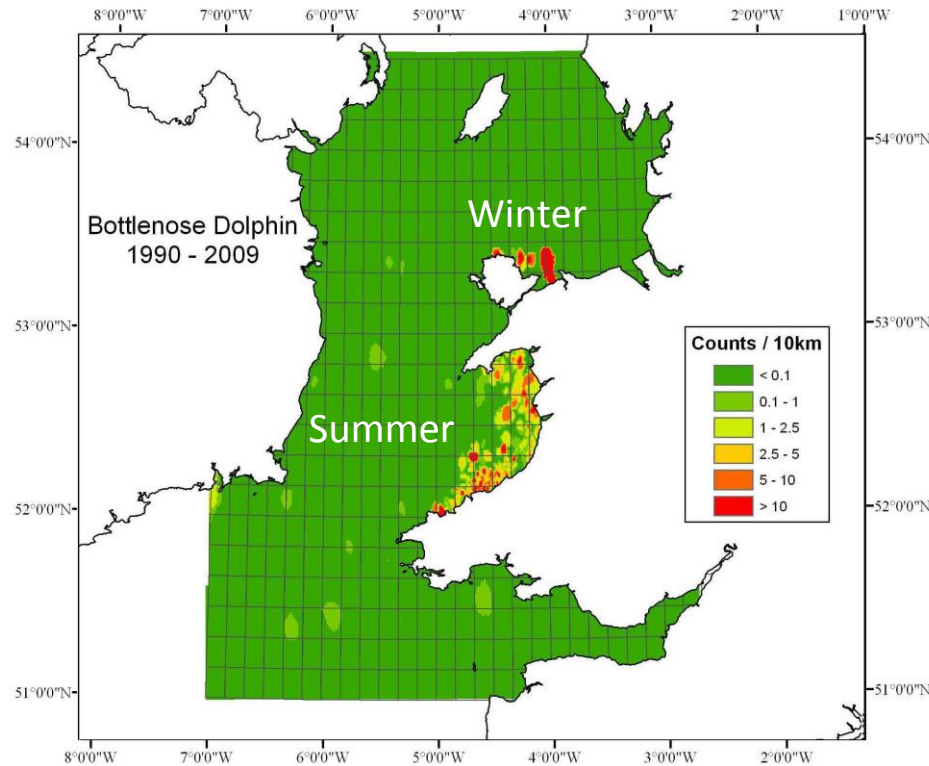 8°0'0"W 7°0'0"W 6°0'0"W 5°0'0"W 4°0'0"W 3°0'0"W 2°0'0"W 1°0'0"W
54°0'0"N 54°0'0"N
Winter
Bottlenose Dolphin
1990 - 2009
53°0'0"N 53°0'0"N
Counts / 10km
< 0.1
0.1 - 1
1 - 2.5
2.5 - 5
5 - 10
> 10
Summer
52°0'0"N 52°0'0"N
51°0'0"N 51°0'0"N
8°0'0"W 7°0'0"W 6°0'0"W 5°0'0"W 4°0'0"W 3°0'0"W 2°0'0"W